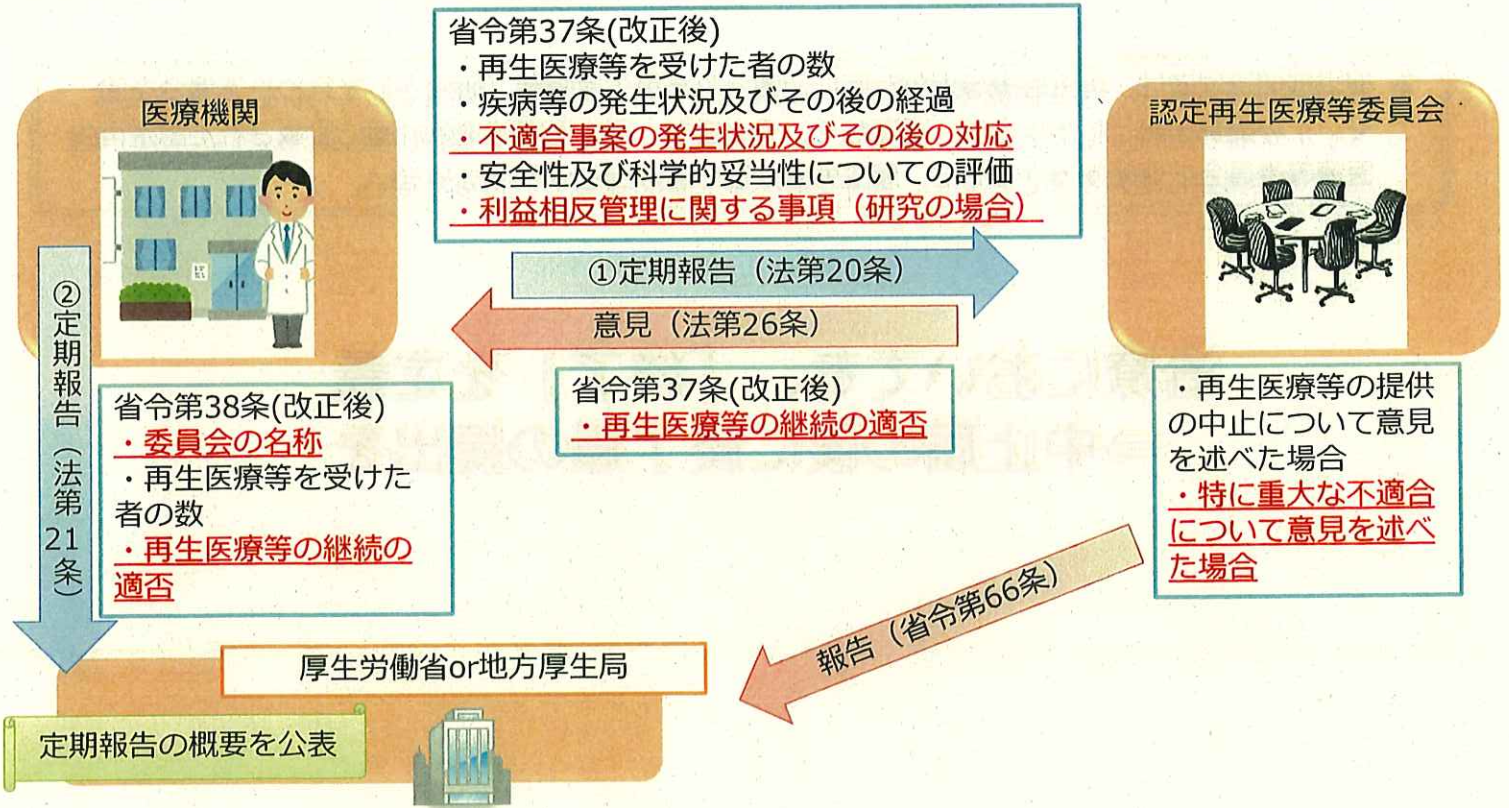 省令第37条(改正後)
・再生医療等を受けた者の数
・疾病等の発生状況及びその後の経過
・不適合事案の発生状況及びその後の対応
・安全性及び科学的妥当性についての評価
・利益相反管理に関する事項（研究の場合）
医療機関
認定再生医療等委員会
①定期報告（法第20条）
意見（法第26条）
②定期報告（法第21条）
省令第38条(改正後)
・委員会の名称
・再生医療等を受けた
者の数
・再生医療等の継続の
適否
省令第37条(改正後)
・再生医療等の継続の適否
・再生医療等の提供
の中止について意見
を述べた場合
・特に重大な不適合
について意見を述べ
た場合
報告（省令第66条）
厚生労働省or地方厚生局
定期報告の概要を公表